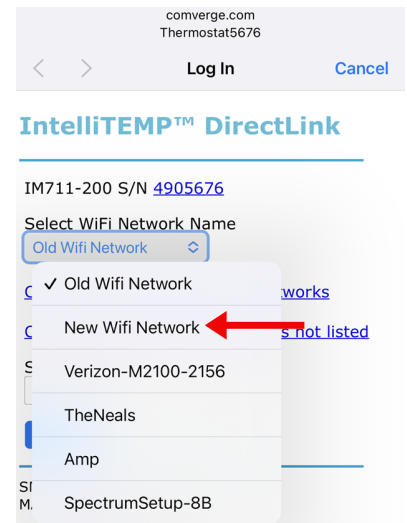 comverge.com
Thermostat5676
Log In
Cancel
IntelliTEMP™ DirectLink
IM711-200 S/N 4905676
Select WiFi Network Name
Old Wifi Network
✓ Old Wifi Network
works
New Wifi Network
s not listed
Verizon-M2100-2156
TheNeals
Amp
SpectrumSetup-8B